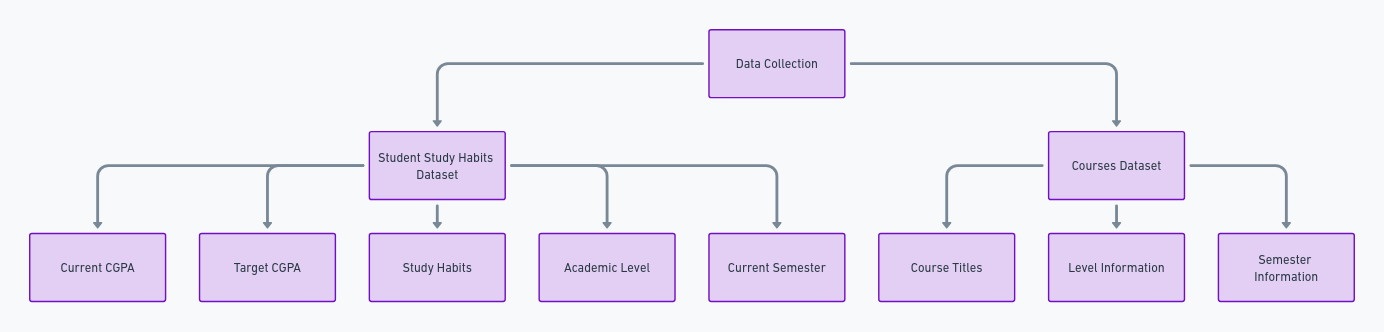 Data Collection
Student Study Habits
Dataset
Courses Dataset
Current CGPA
Target CGPA
Study Habits
Academic Level
Current Semester
Course Titles
Level Information
Semester
Information